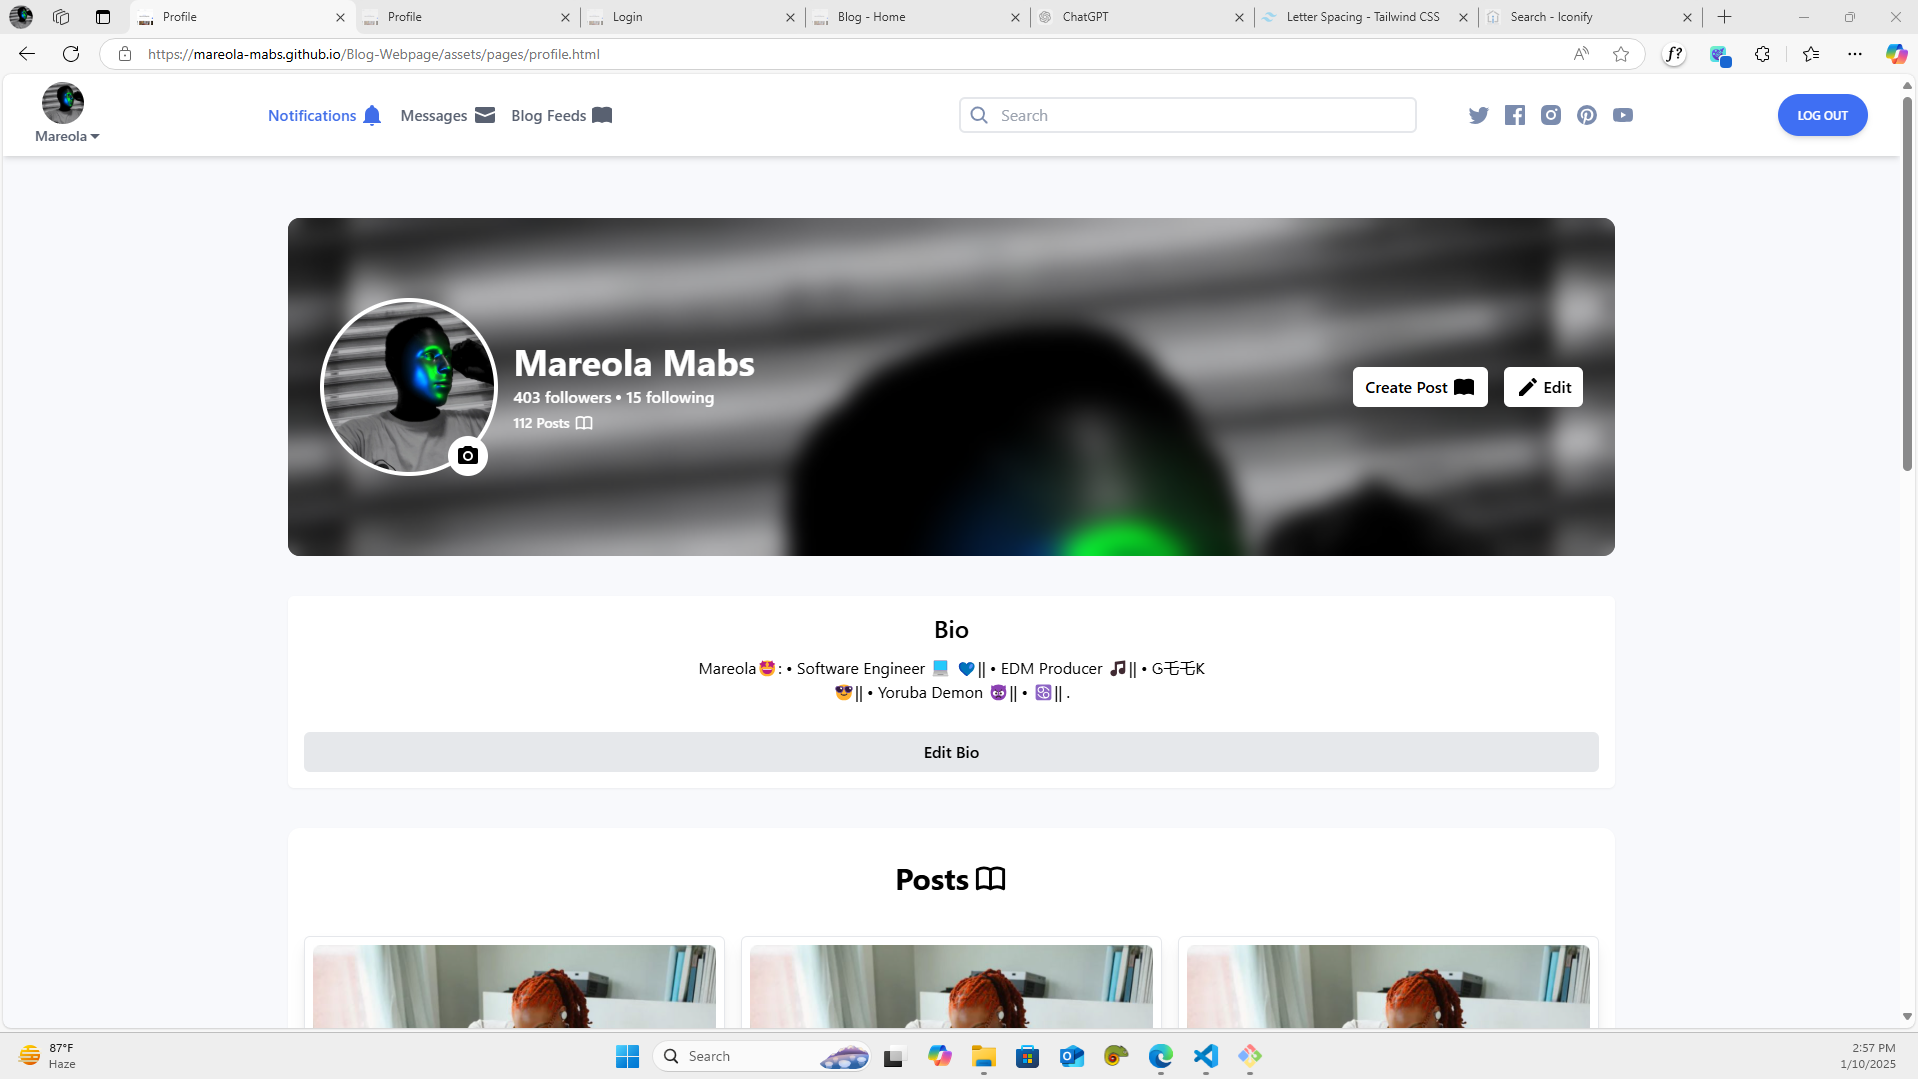 Profile
Profile
Login
Blog - Home
ChatGPT
Letter Spacing - Tailwind CSS
Search - Iconify
https://mareola-mabs.github.io/Blog-Webpage/assets/pages/profile.html
f?
Mareola
Notifications
Messages
Blog Feeds
Search
LOG OUT
Mareola Mabs
403 followers • 15 following
112 Posts
Create Post
Edit
Bio
Mareola🤩: • Software Engineer 💻 💙|| • EDM Producer 🎵|| • G乇乇K
😎|| • Yoruba Demon 😈|| • ♋|| .
Edit Bio
Posts
87°F
Haze
Search
2:57 PM
1/10/2025